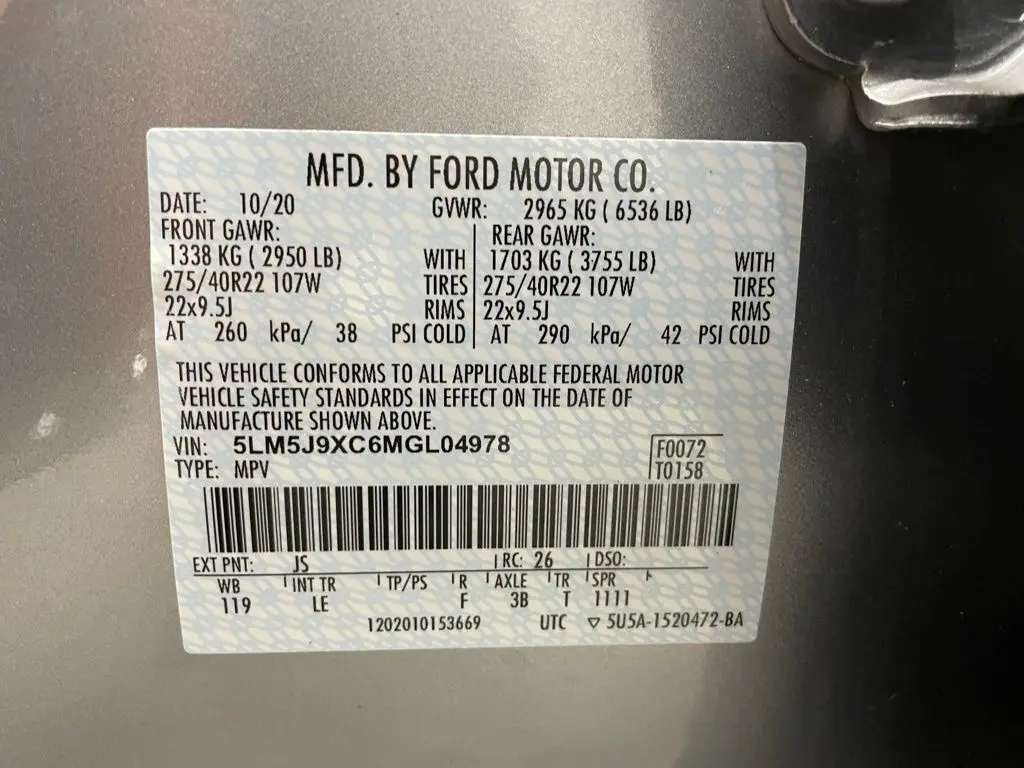 MFD. BY FORD MOTOR CO.
DATE: 10/20 GVWR: 2965 KG ( 6536 LB)
FRONT GAWR: REAR GAWR:
1338 KG ( 2950 LB) WITH 1703 KG ( 3755 LB) WITH
275/40R22 107W TIRES 275/40R22 107W TIRES
22x9.5J RIMS 22x9.5J RIMS
AT 260 kPa/ 38 PSI COLD AT 290 kPa/ 42 PSI COLD
THIS VEHICLE CONFORMS TO ALL APPLICABLE FEDERAL MOTOR
VEHICLE SAFETY STANDARDS IN EFFECT ON THE DATE OF
MANUFACTURE SHOWN ABOVE.
VIN: 5LM5J9XC6MGL04978 F0072
TYPE: MPV T0158
EXT PNT: JS RC: 26 DSO:
WB INT TR TP/PS R AXLE TR SPR
119 LE F 3B T 1111
1202010153669 UTC ▽ 5U5A-1520472-BA